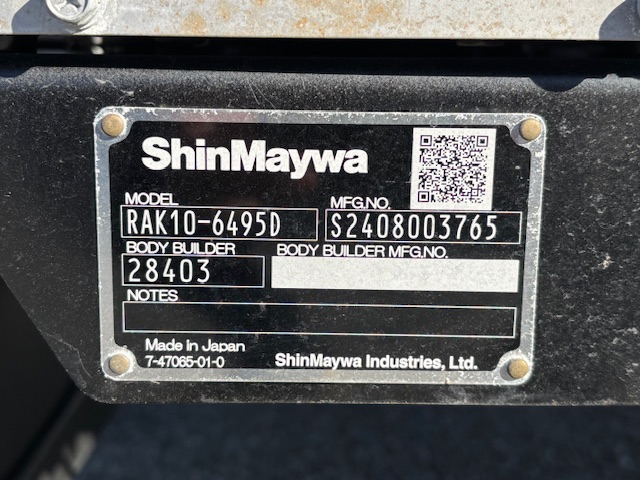 ShinMaywa
MODEL MFG.NO.
RAK10-6495D S2408003765
BODY BUILDER BODY BUILDER MFG.NO.
28403
NOTES
Made in Japan
7-47065-01-0 ShinMaywa Industries, Ltd.